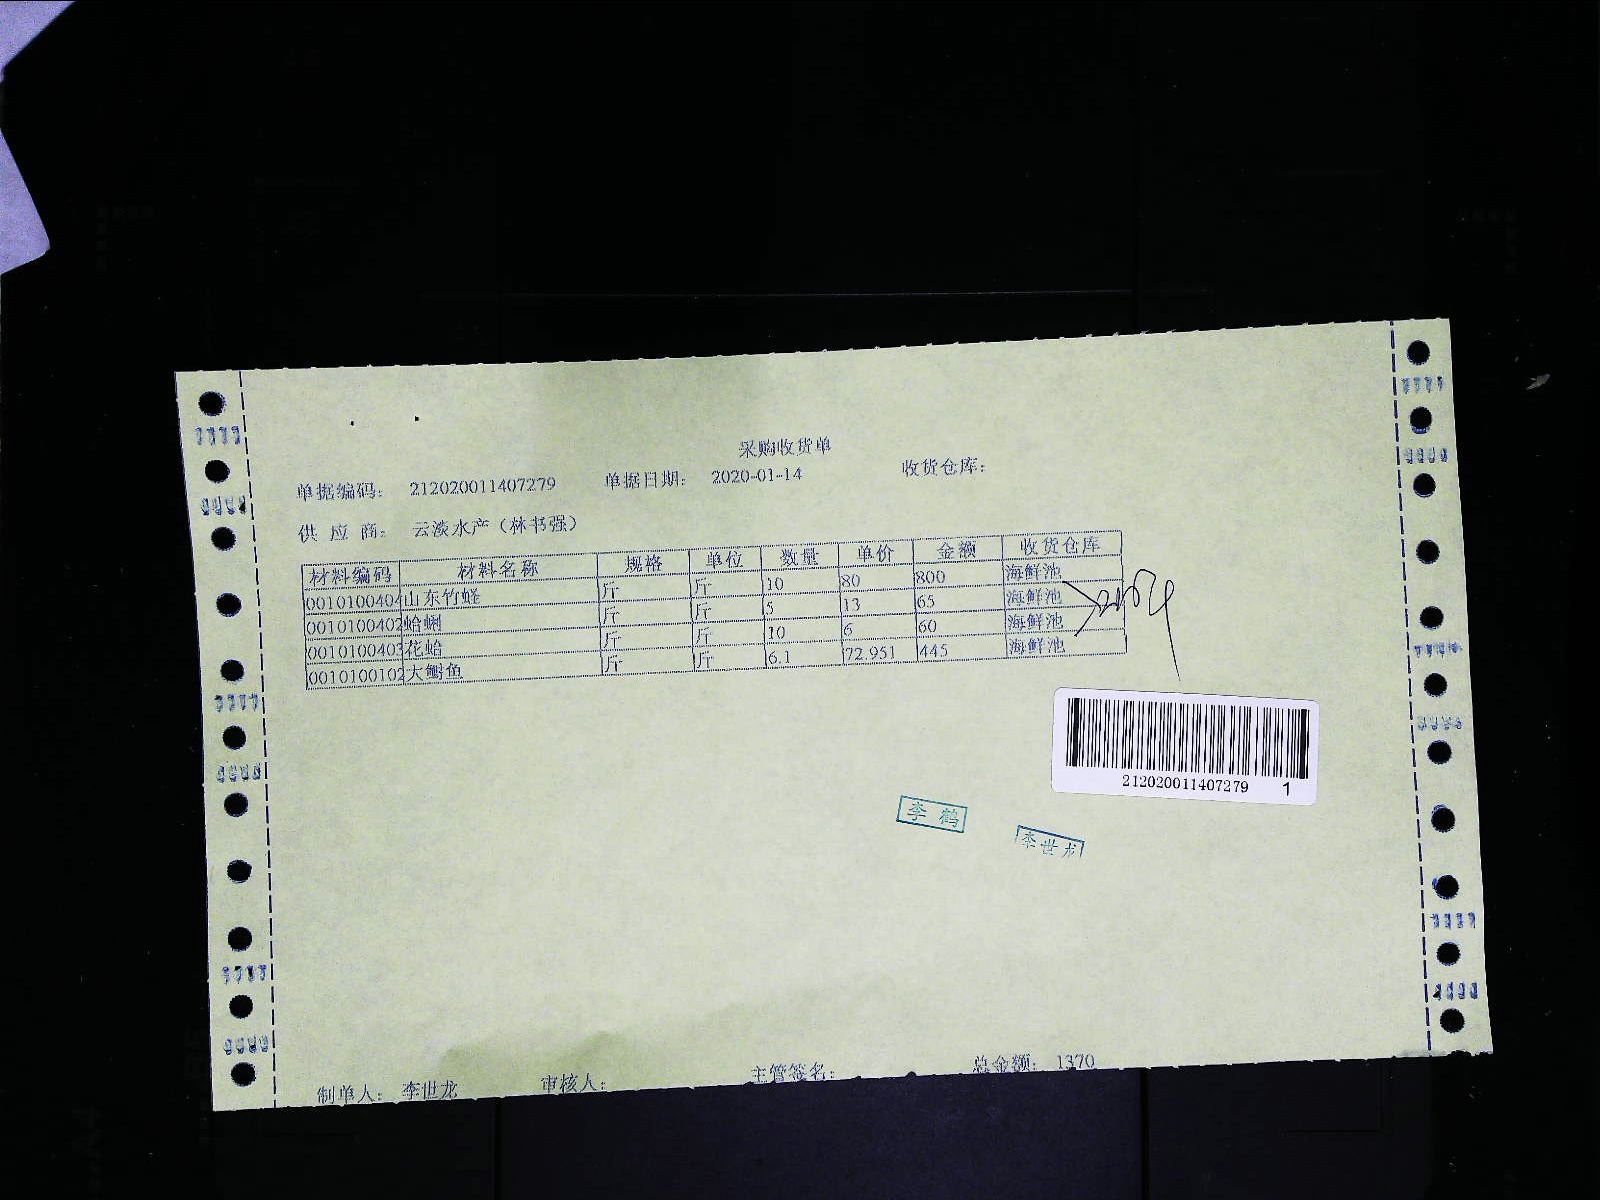 采购收货单
单据编码: 212020011407279 单据日期: 2020-01-14 收货仓库:
供 应 商: 云淡水产（林书强）
材料编码 材料名称 规格 单位 数量 单价 金额 收货仓库
0010100404 山东竹蛏 斤 斤 10 80 800 海鲜池
0010100402 蛤蜊 斤 斤 5 13 65 海鲜池
0010100403 花蛤 斤 斤 10 6 60 海鲜池
0010100102 大鲷鱼 斤 斤 6.1 72.951 445 海鲜池
212020011407279 1
李 鹤
李世龙
制单人: 李世龙 审核人: 主管签名: 总金额: 1370